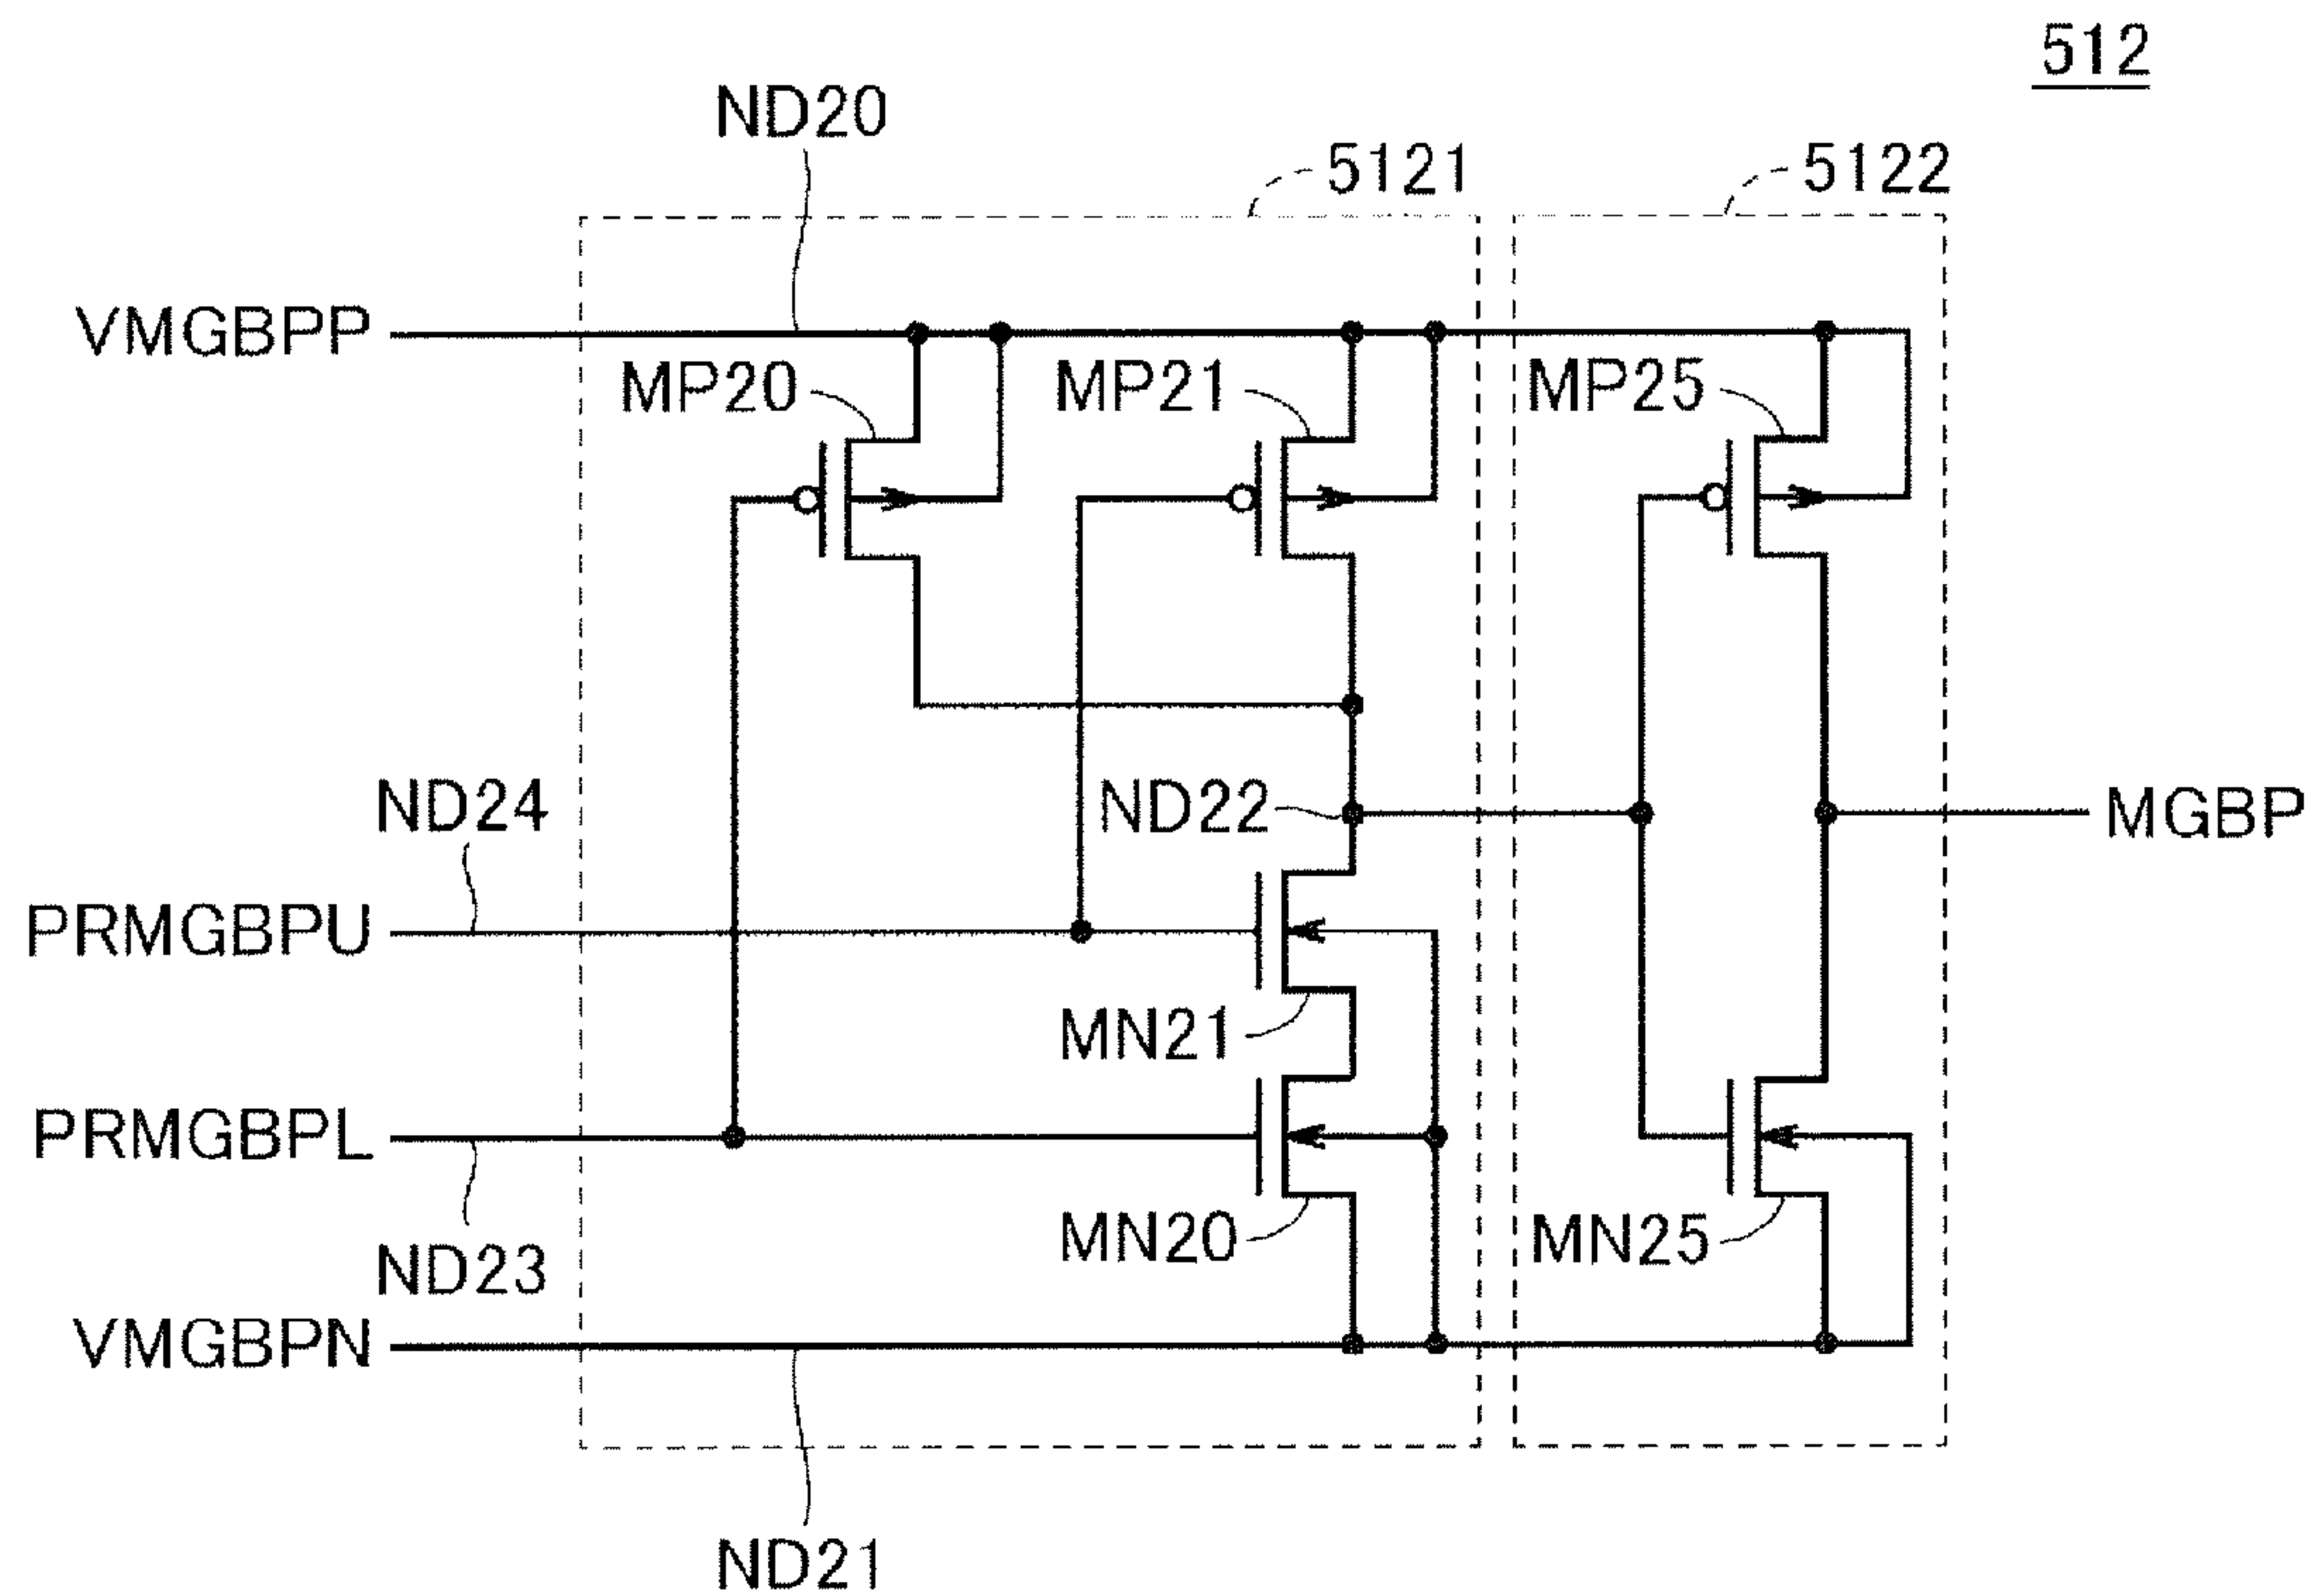 512
ND20
5121
5122
VMGBPP
MP20
MP21
MP25
ND24
ND22
MGBP
PRMGBPU
MN21
PRMGBPL
MN20
MN25
ND23
VMGBPN
ND21